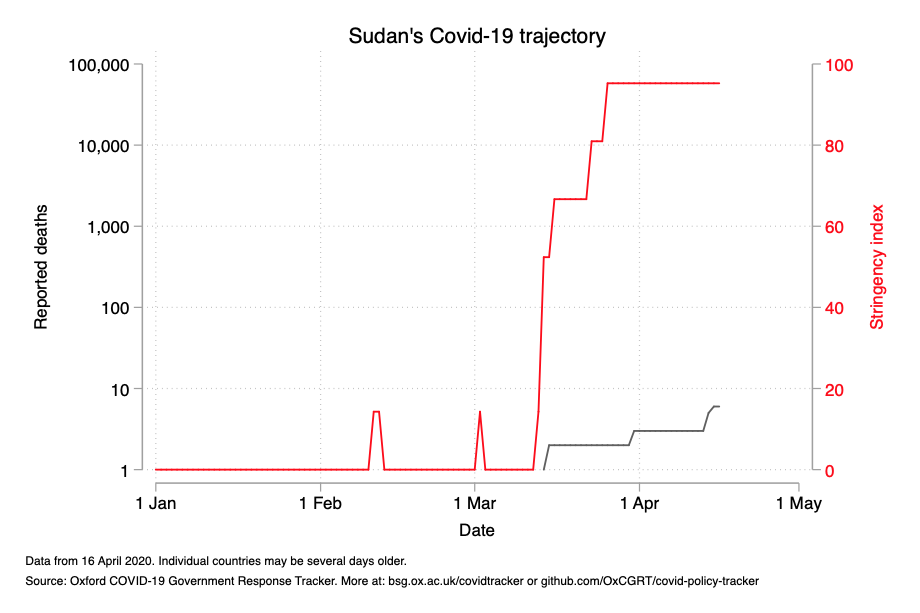 Sudan's Covid-19 trajectory
100,000
10,000
1,000
100
10
1
Reported deaths
100
80
60
40
20
0
Stringency index
1 Jan
1 Feb
1 Mar
1 Apr
1 May
Date
Data from 16 April 2020. Individual countries may be several days older.
Source: Oxford COVID-19 Government Response Tracker. More at: bsg.ox.ac.uk/covidtracker or github.com/OxCGRT/covid-policy-tracker